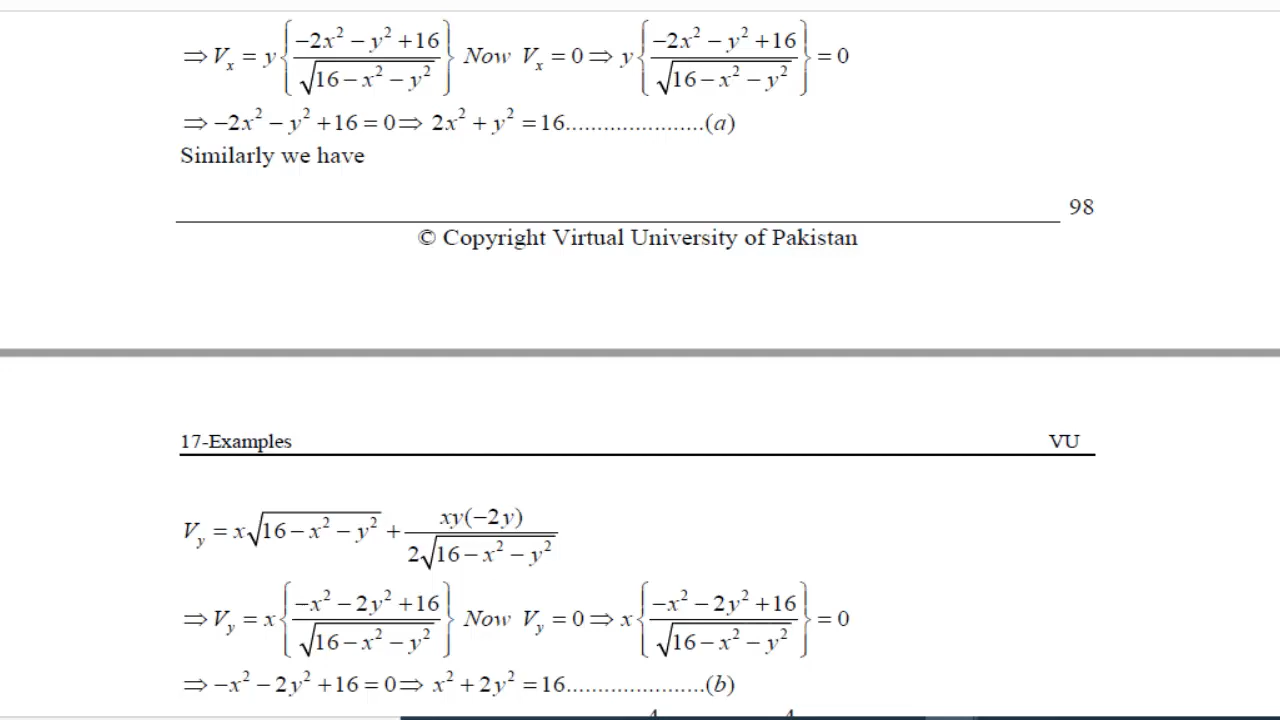 ⇒ Vₓ = y { (−2x² − y² + 16) / √(16 − x² − y²) } Now Vₓ = 0 ⇒ y { (−2x² − y² + 16) / √(16 − x² − y²) } = 0
⇒ −2x² − y² + 16 = 0 ⇒ 2x² + y² = 16......................(a)
Similarly we have
98
© Copyright Virtual University of Pakistan
17-Examples VU
V_y = x√(16 − x² − y²) + xy(−2y) / 2√(16 − x² − y²)
⇒ V_y = x { (−x² − 2y² + 16) / √(16 − x² − y²) } Now V_y = 0 ⇒ x { (−x² − 2y² + 16) / √(16 − x² − y²) } = 0
⇒ −x² − 2y² + 16 = 0 ⇒ x² + 2y² = 16......................(b)